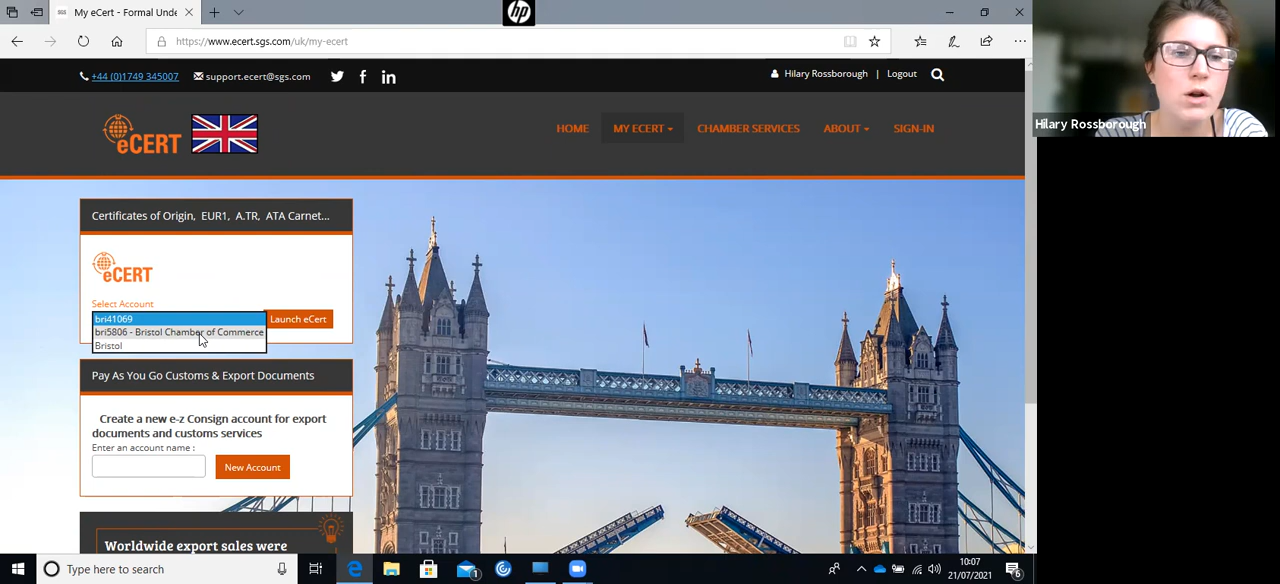 My eCert - Formal Unde
hp
https://www.ecert.sgs.com/uk/my-ecert
+44 (0)1749 345007
support.ecert@sgs.com
Hilary Rossborough | Logout
eCERT
HOME
MY ECERT
CHAMBER SERVICES
ABOUT
SIGN-IN
Hilary Rossborough
Certificates of Origin, EUR1, A.TR, ATA Carnet...
eCERT
Select Account
bri41069
Launch eCert
bri5806 - Bristol Chamber of Commerce
Bristol
Pay As You Go Customs & Export Documents
Create a new e-z Consign account for export
documents and customs services
Enter an account name :
New Account
Worldwide export sales were
Type here to search
1
10:07
21/07/2021
6